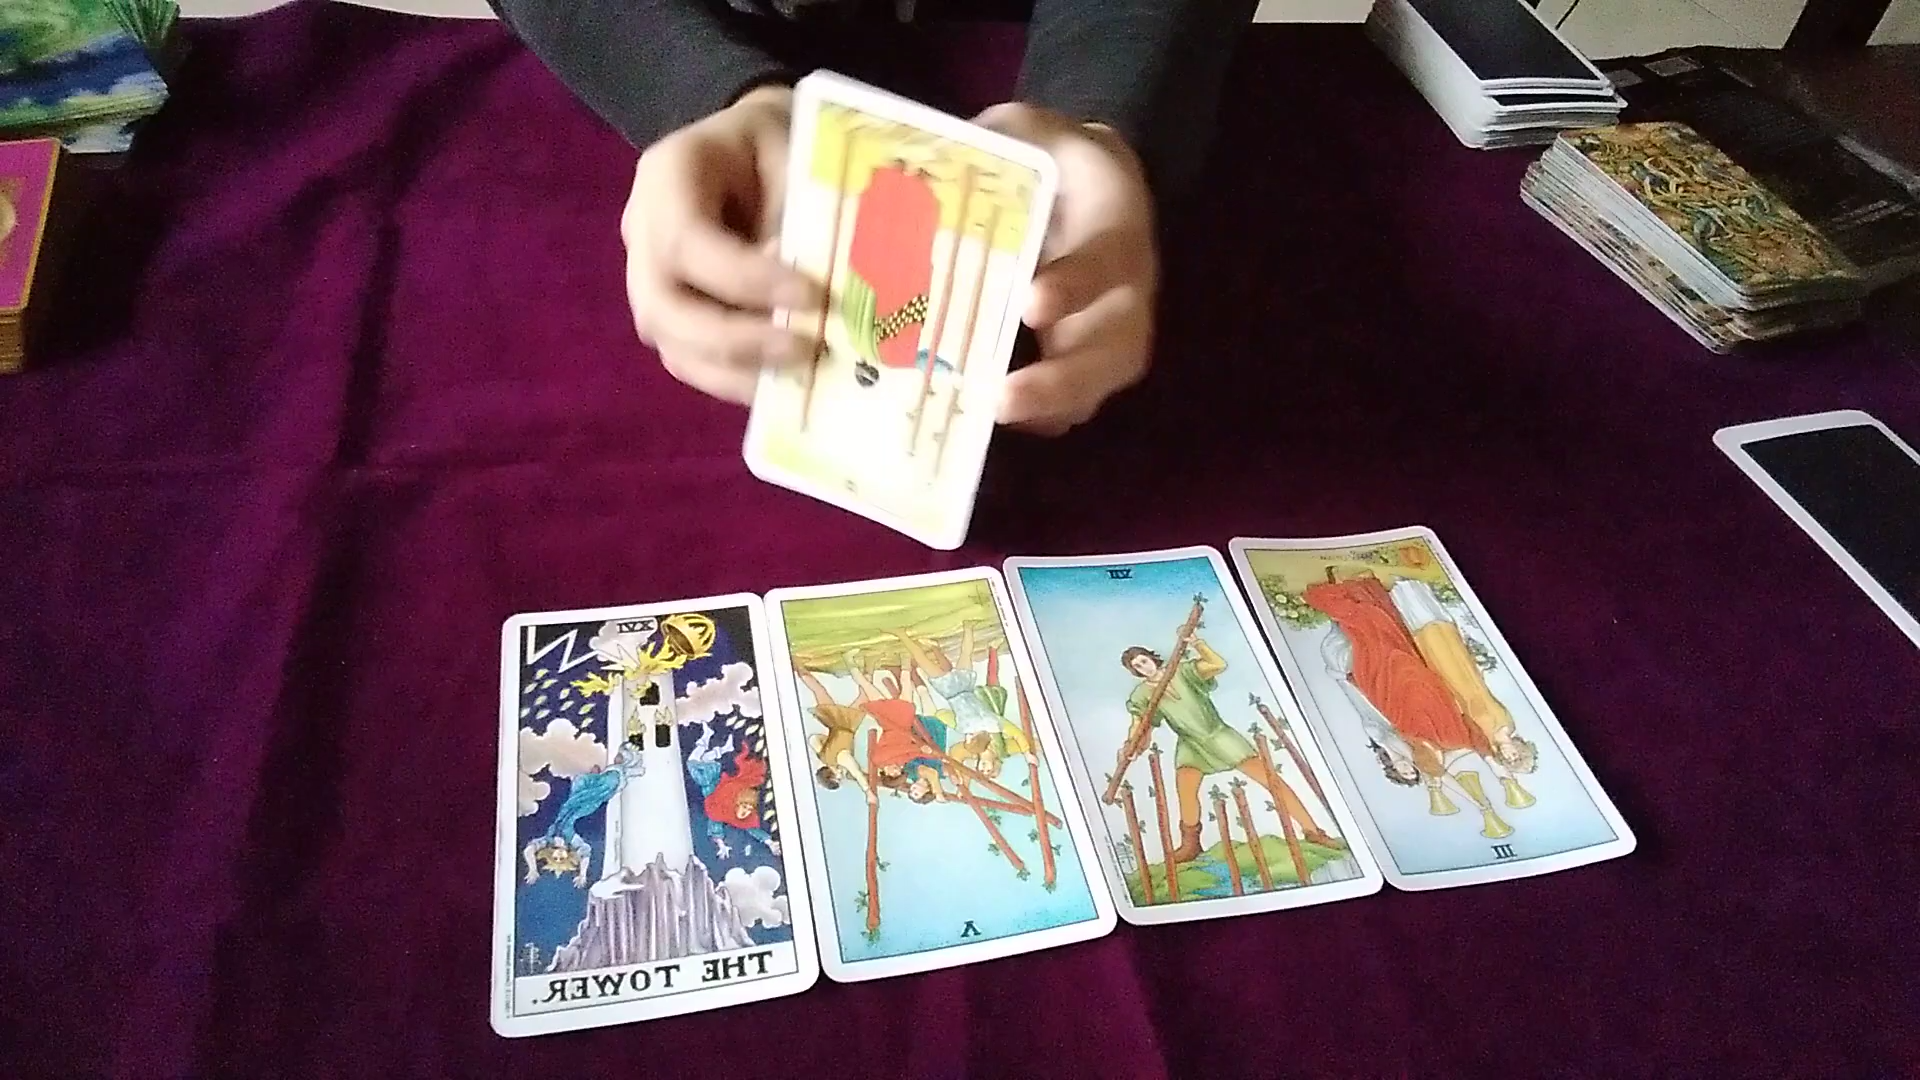 XVI
THE TOWER.
V
VII
III